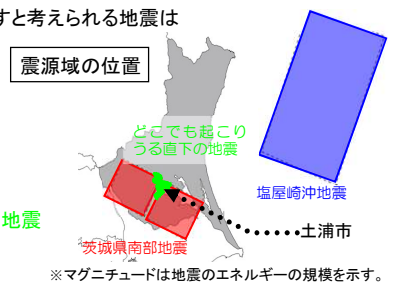 すと考えられる地震は
震源域の位置
どこでも起こり
うる直下の地震
塩屋崎沖地震
地震
土浦市
茨城県南部地震
※マグニチュードは地震のエネルギーの規模を示す。